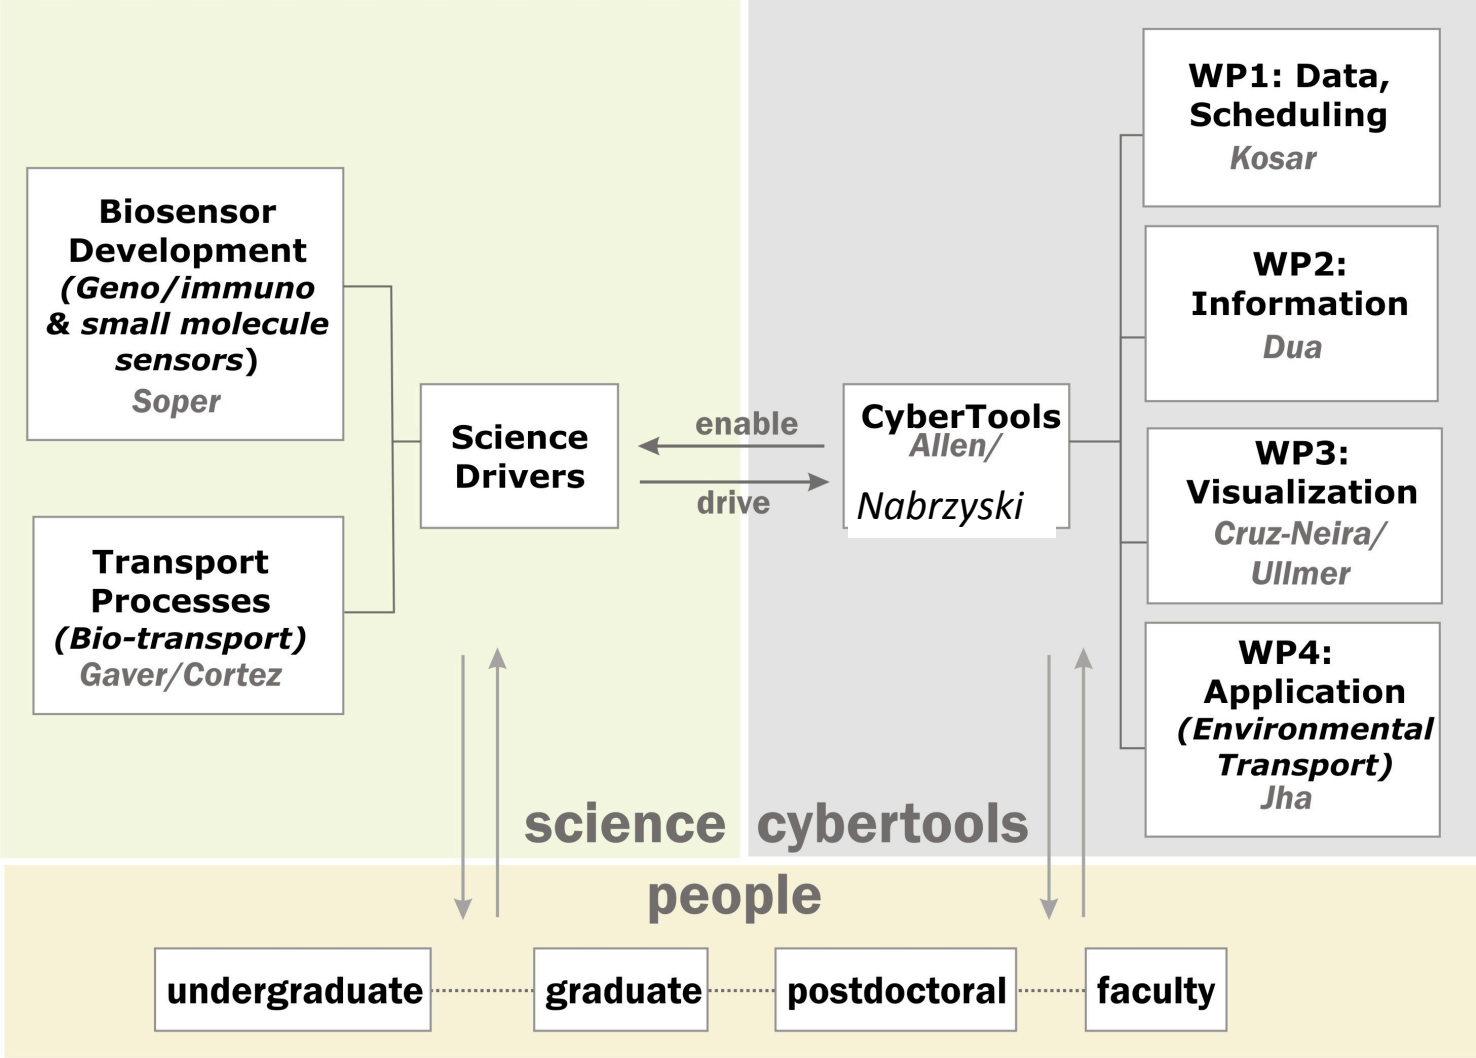 Biosensor
Development
(Geno/immuno
& small molecule
sensors)
Soper
Transport
Processes
(Bio-transport)
Gaver/Cortez
Science
Drivers
enable
drive
CyberTools
Allen/
Nabrzyski
WP1: Data,
Scheduling
Kosar
WP2:
Information
Dua
WP3:
Visualization
Cruz-Neira/
Ullmer
WP4:
Application
(Environmental
Transport)
Jha
science
cybertools
people
undergraduate
graduate
postdoctoral
faculty